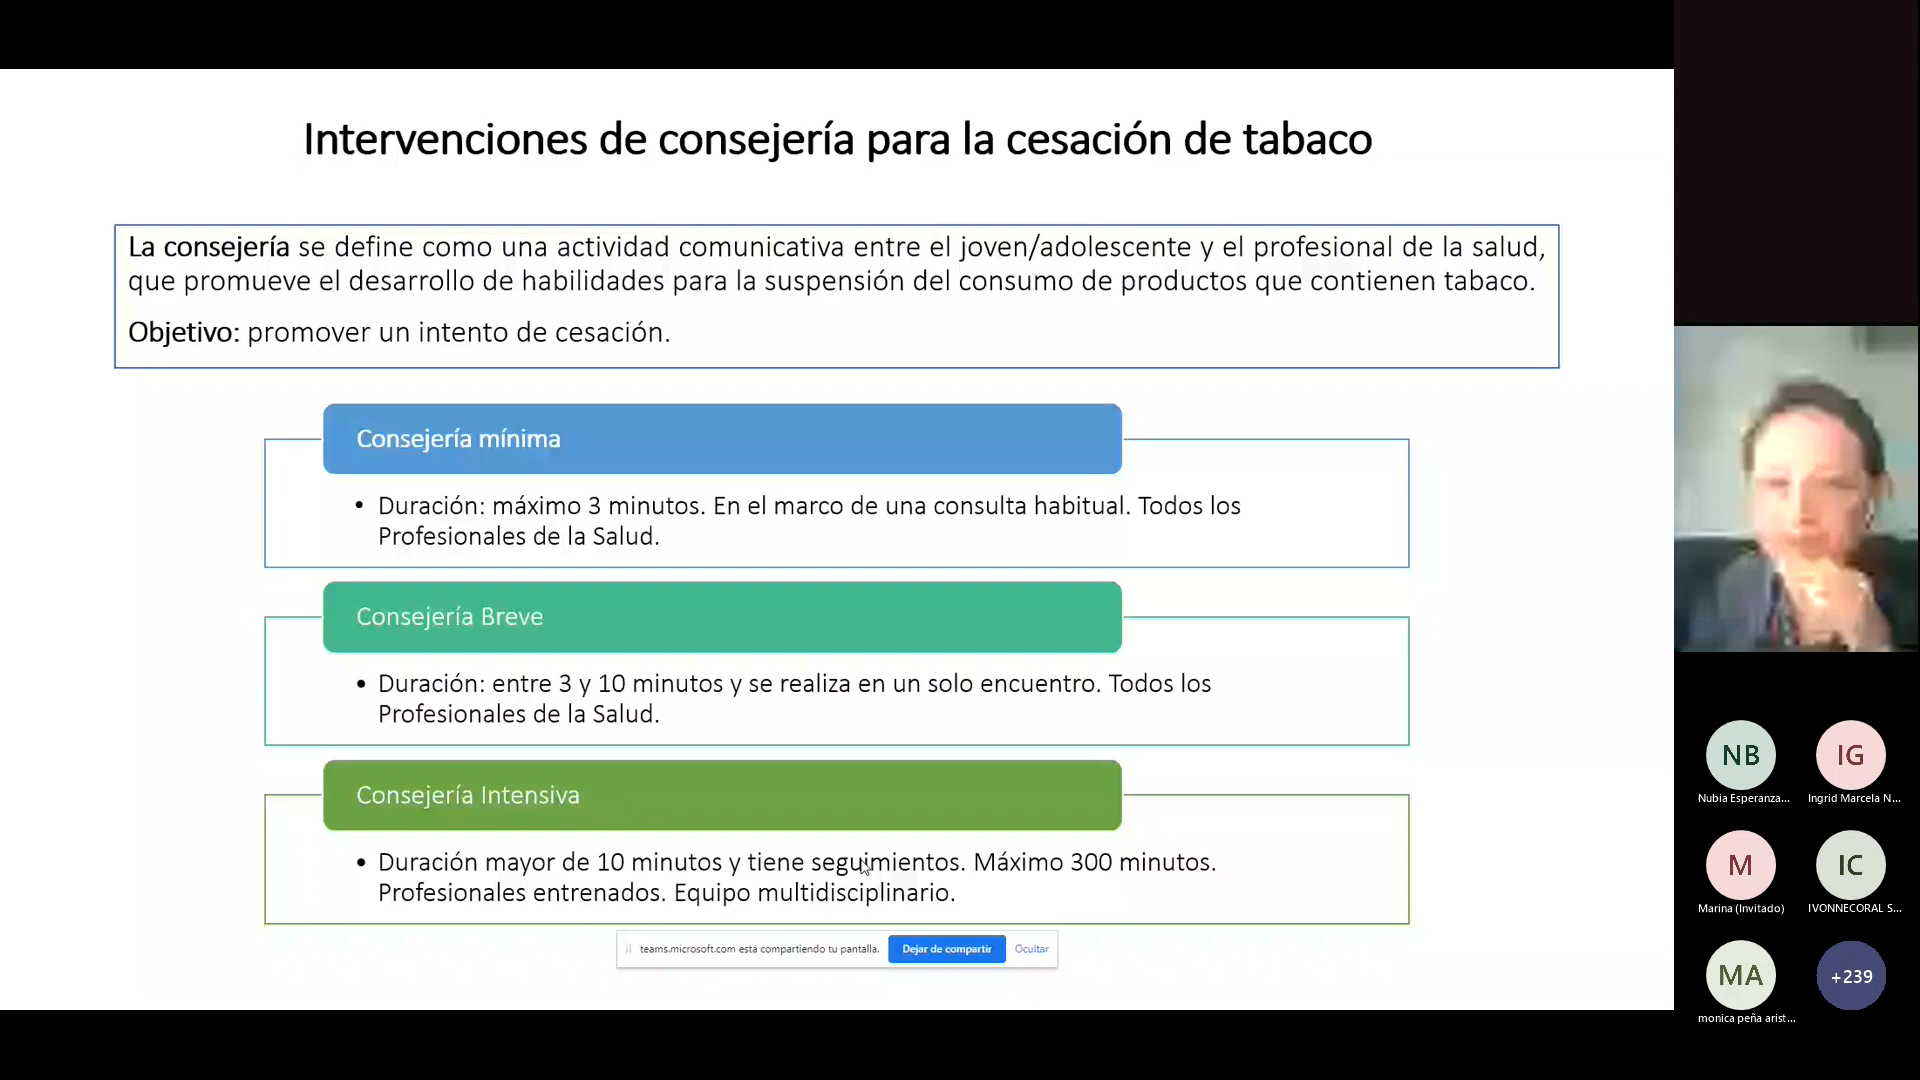 Intervenciones de consejería para la cesación de tabaco
La consejería se define como una actividad comunicativa entre el joven/adolescente y el profesional de la salud,
que promueve el desarrollo de habilidades para la suspensión del consumo de productos que contienen tabaco.
Objetivo: promover un intento de cesación.
Consejería mínima
• Duración: máximo 3 minutos. En el marco de una consulta habitual. Todos los
Profesionales de la Salud.
Consejería Breve
• Duración: entre 3 y 10 minutos y se realiza en un solo encuentro. Todos los
Profesionales de la Salud.
Consejería Intensiva
• Duración mayor de 10 minutos y tiene seguimientos. Máximo 300 minutos.
Profesionales entrenados. Equipo multidisciplinario.
teams.microsoft.com está compartiendo tu pantalla. Dejar de compartir Ocultar
NB IG
Nubia Esperanza... Ingrid Marcela N...
M IC
Marina (Invitado) IVONNECORAL S...
MA +239
monica peña arist...